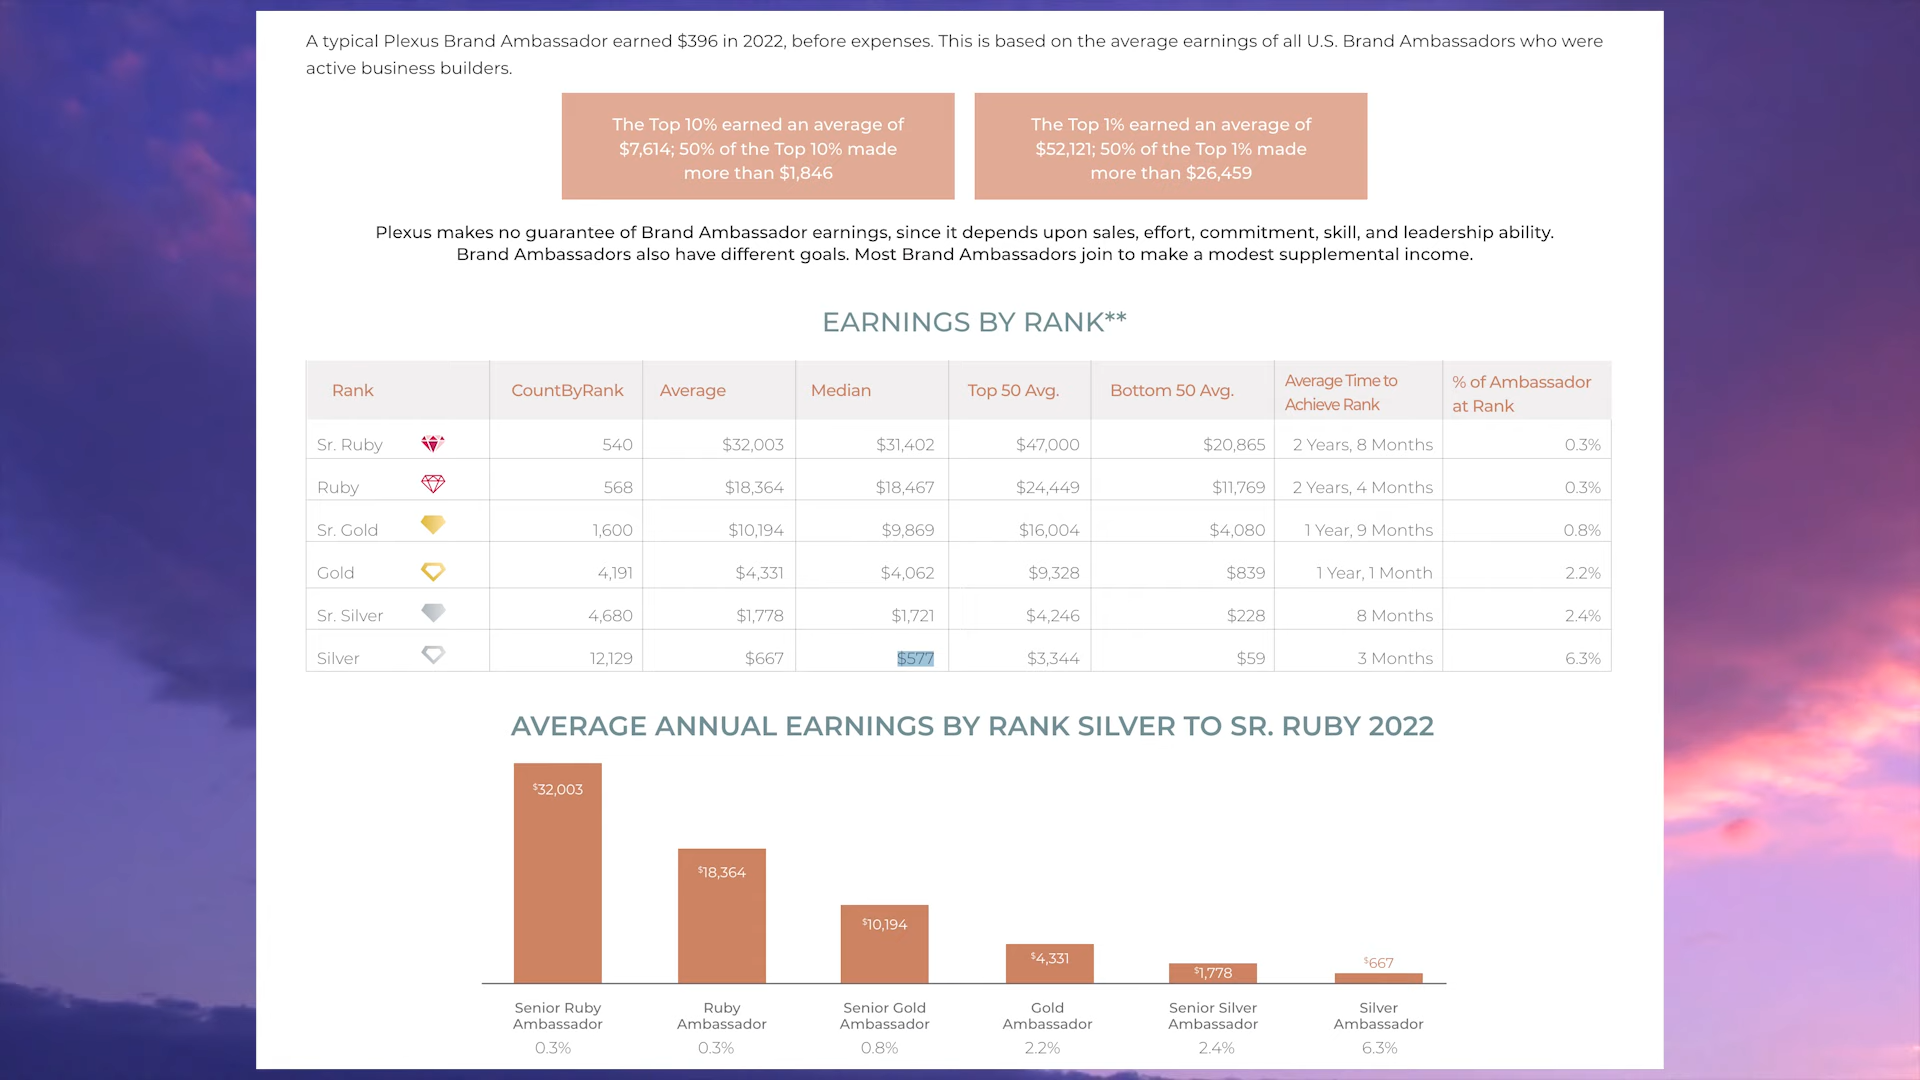 A typical Plexus Brand Ambassador earned $396 in 2022, before expenses. This is based on the average earnings of all U.S. Brand Ambassadors who were
active business builders.
The Top 10% earned an average of
$7,614; 50% of the Top 10% made
more than $1,846
The Top 1% earned an average of
$52,121; 50% of the Top 1% made
more than $26,459
Plexus makes no guarantee of Brand Ambassador earnings, since it depends upon sales, effort, commitment, skill, and leadership ability.
Brand Ambassadors also have different goals. Most Brand Ambassadors join to make a modest supplemental income.
EARNINGS BY RANK**
Rank CountByRank Average Median Top 50 Avg. Bottom 50 Avg. Average Time to Achieve Rank % of Ambassador at Rank
Sr. Ruby 540 $32,003 $31,402 $47,000 $20,865 2 Years, 8 Months 0.3%
Ruby 568 $18,364 $18,467 $24,449 $11,769 2 Years, 4 Months 0.3%
Sr. Gold 1,600 $10,194 $9,869 $16,004 $4,080 1 Year, 9 Months 0.8%
Gold 4,191 $4,331 $4,062 $9,328 $839 1 Year, 1 Month 2.2%
Sr. Silver 4,680 $1,778 $1,721 $4,246 $228 8 Months 2.4%
Silver 12,129 $667 $577 $3,344 $59 3 Months 6.3%
AVERAGE ANNUAL EARNINGS BY RANK SILVER TO SR. RUBY 2022
$32,003
$18,364
$10,194
$4,331
$1,778
$667
Senior Ruby
Ambassador
0.3%
Ruby
Ambassador
0.3%
Senior Gold
Ambassador
0.8%
Gold
Ambassador
2.2%
Senior Silver
Ambassador
2.4%
Silver
Ambassador
6.3%